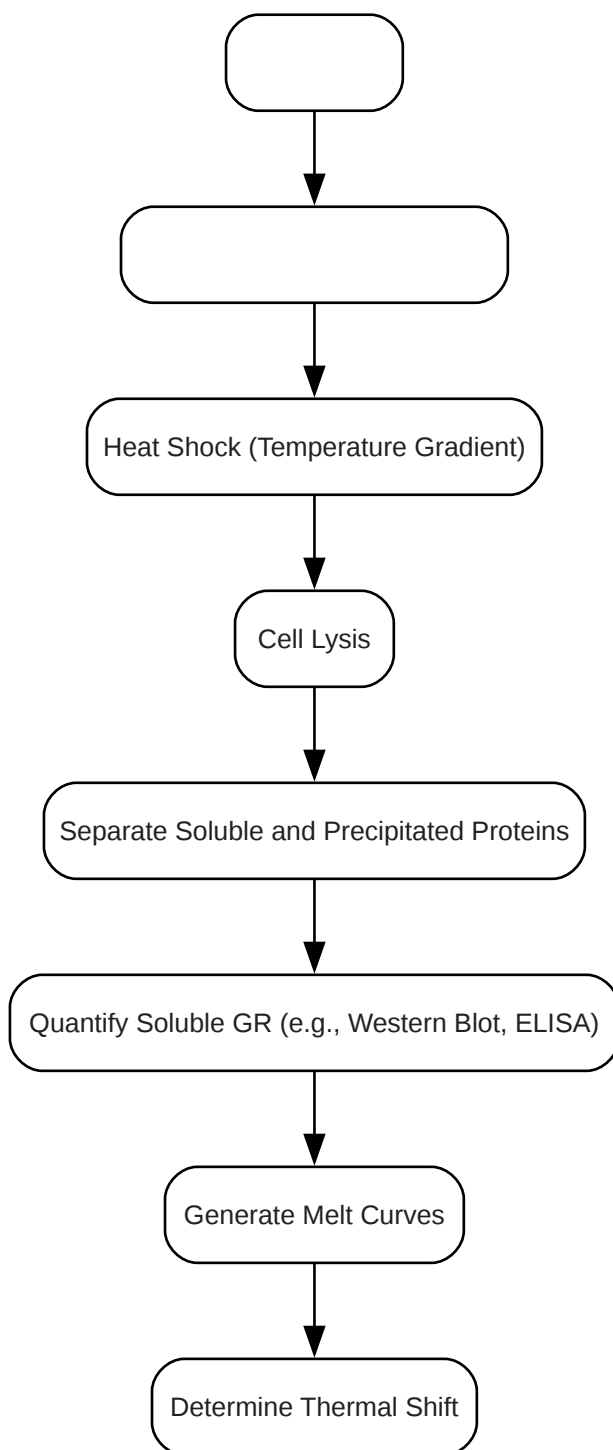 Heat Shock (Temperature Gradient)
Cell Lysis
Separate Soluble and Precipitated Proteins
Quantify Soluble GR (e.g., Western Blot, ELISA)
Generate Melt Curves
Determine Thermal Shift